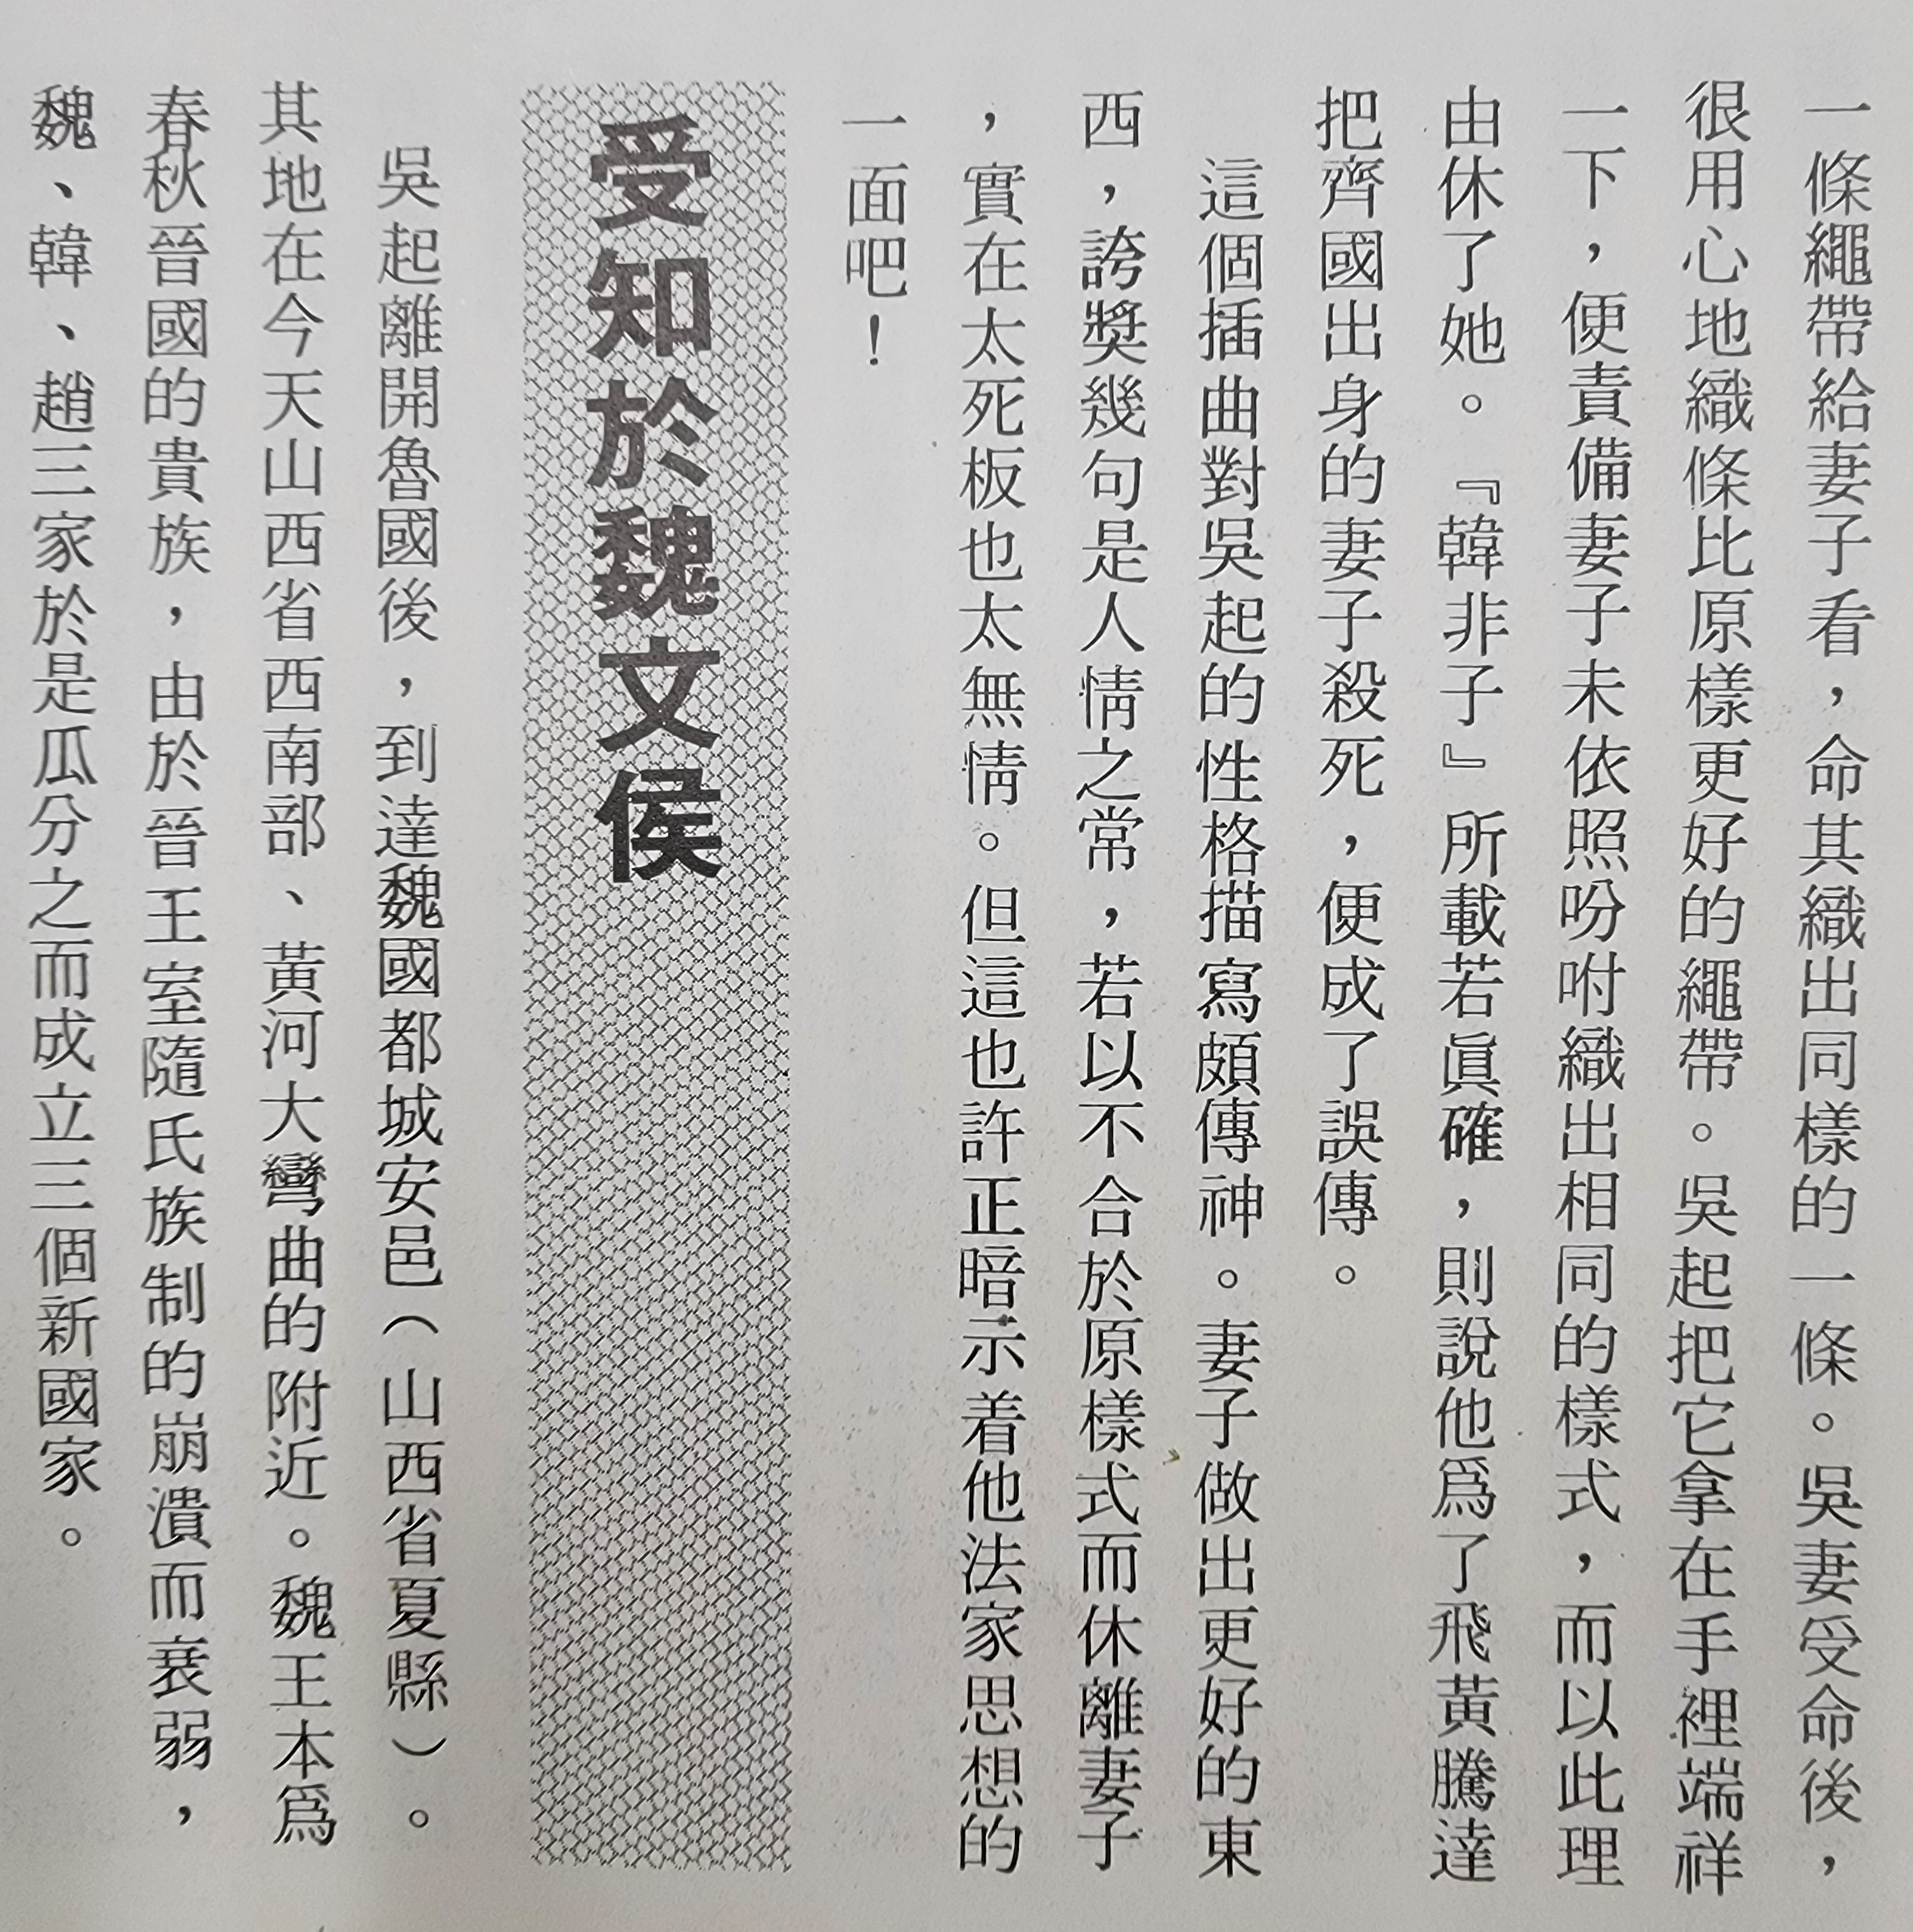 一條繩帶給妻子看，命其織出同樣的一條。吳妻受命後，
很用心地織條比原樣更好的繩帶。吳起把它拿在手裡端祥
一下，便責備妻子未依照吩咐織出相同的樣式，而以此理
由休了她。『韓非子』所載若眞確，則說他爲了飛黃騰達
把齊國出身的妻子殺死，便成了誤傳。
這個插曲對吳起的性格描寫頗傳神。妻子做出更好的東
西，誇獎幾句是人情之常，若以不合於原樣式而休離妻子
，實在太死板也太無情。但這也許正暗示着他法家思想的
一面吧！
受知於魏文侯
吳起離開魯國後，到達魏國都城安邑（山西省夏縣）。
其地在今天山西省西南部、黃河大彎曲的附近。魏王本爲
春秋晉國的貴族，由於晉王室隨氏族制的崩潰而衰弱，
魏、韓、趙三家於是瓜分之而成立三個新國家。